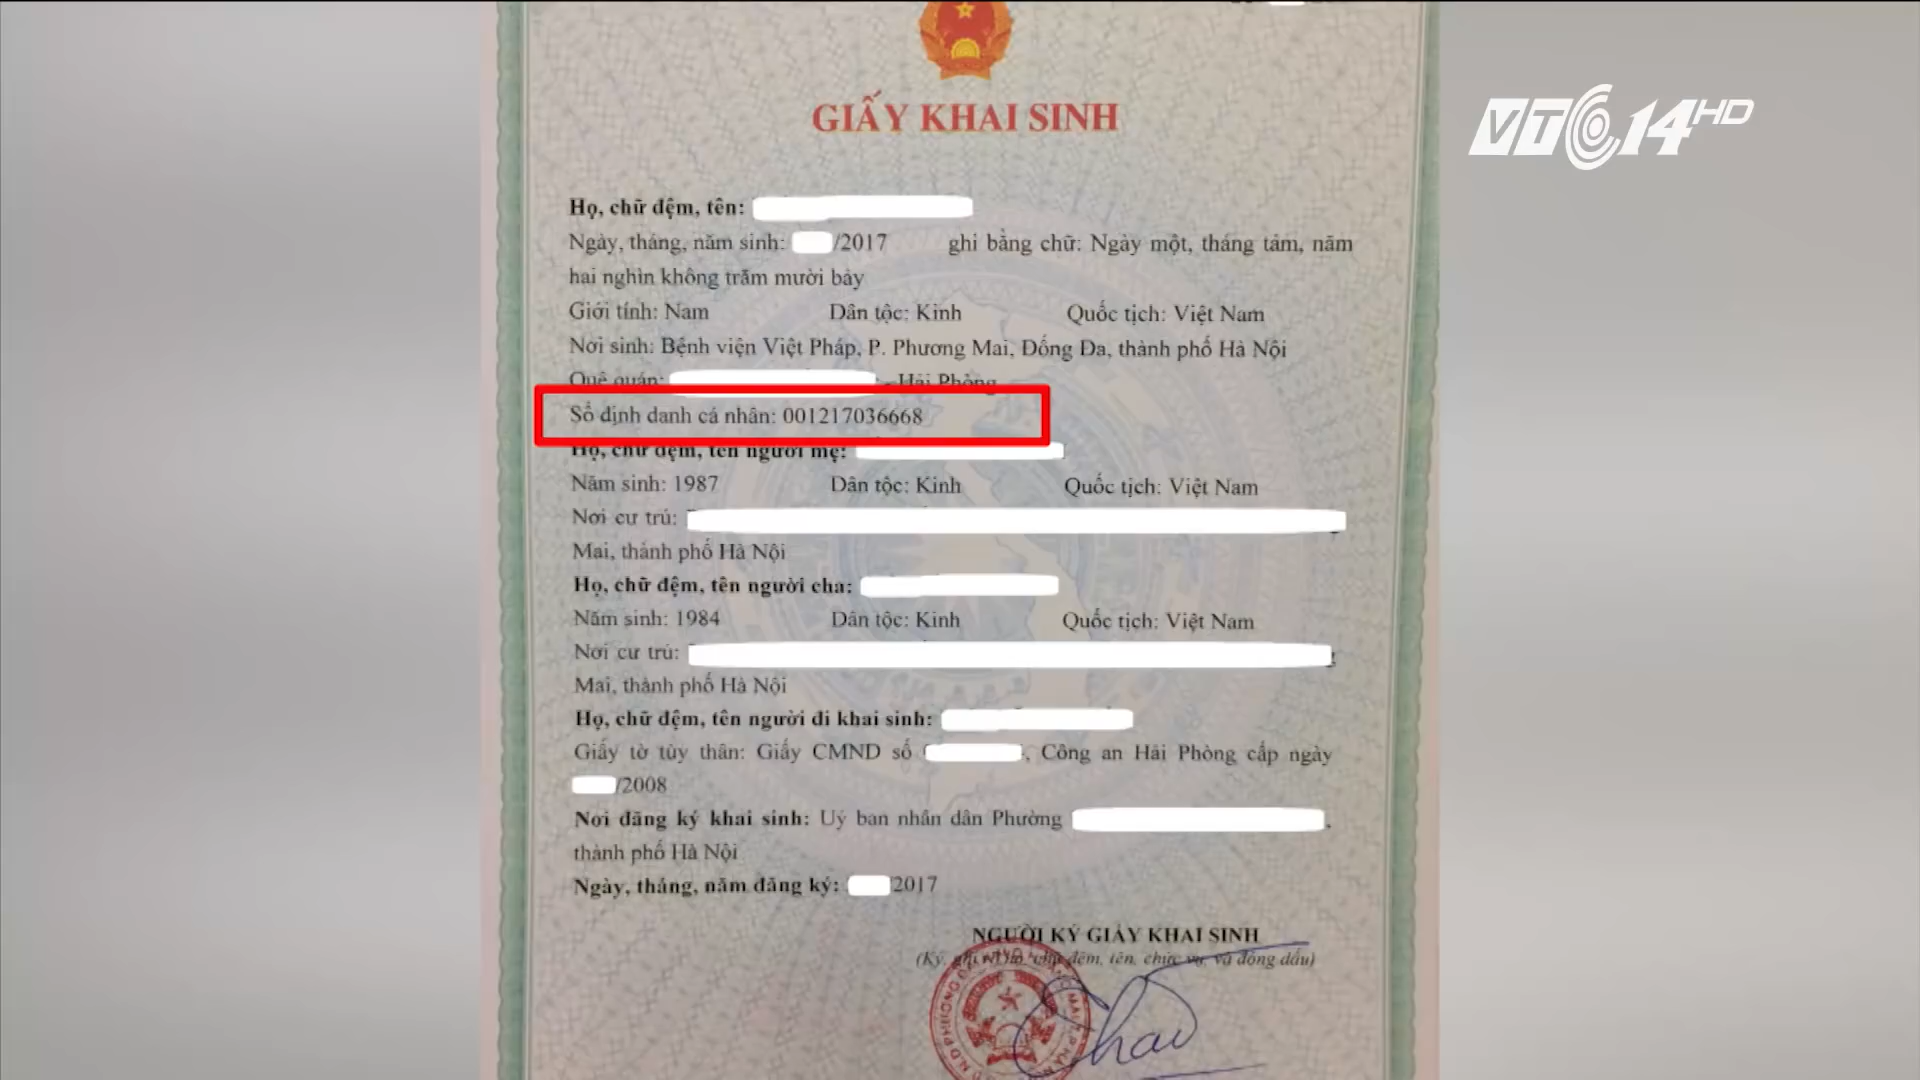 VTC14HD
GIẤY KHAI SINH
Họ, chữ đệm, tên:
Ngày, tháng, năm sinh: /2017 ghi bằng chữ: Ngày một, tháng tám, năm
hai nghìn không trăm mười bảy
Giới tính: Nam Dân tộc: Kinh Quốc tịch: Việt Nam
Nơi sinh: Bệnh viện Việt Pháp, P. Phương Mai, Đống Đa, thành phố Hà Nội
Quê quán: - Hải Phòng
Số định danh cá nhân: 001217036668
Họ, chữ đệm, tên người mẹ:
Năm sinh: 1987 Dân tộc: Kinh Quốc tịch: Việt Nam
Nơi cư trú:
Mai, thành phố Hà Nội
Họ, chữ đệm, tên người cha:
Năm sinh: 1984 Dân tộc: Kinh Quốc tịch: Việt Nam
Nơi cư trú:
Mai, thành phố Hà Nội
Họ, chữ đệm, tên người đi khai sinh:
Giấy tờ tùy thân: Giấy CMND số , Công an Hải Phòng cấp ngày
/2008
Nơi đăng ký khai sinh: Uỷ ban nhân dân Phường ,
thành phố Hà Nội
Ngày, tháng, năm đăng ký: 2017
NGƯỜI KÝ GIẤY KHAI SINH
(Ký, ghi rõ họ, chữ đệm, tên, chức vụ và đóng dấu)